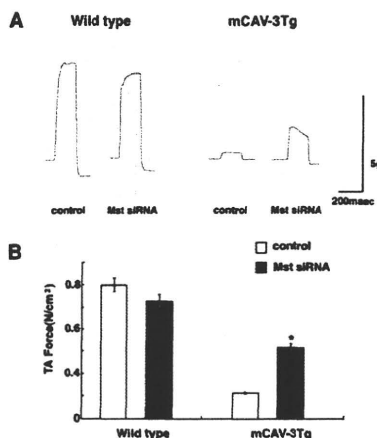 A
Wild type
mCAV-3Tg
control
Mst siRNA
control
Mst siRNA
200msec
B
control
Mst siRNA
TA Force(N/cm³)
0.8
0.4
0
Wild type
mCAV-3Tg
*